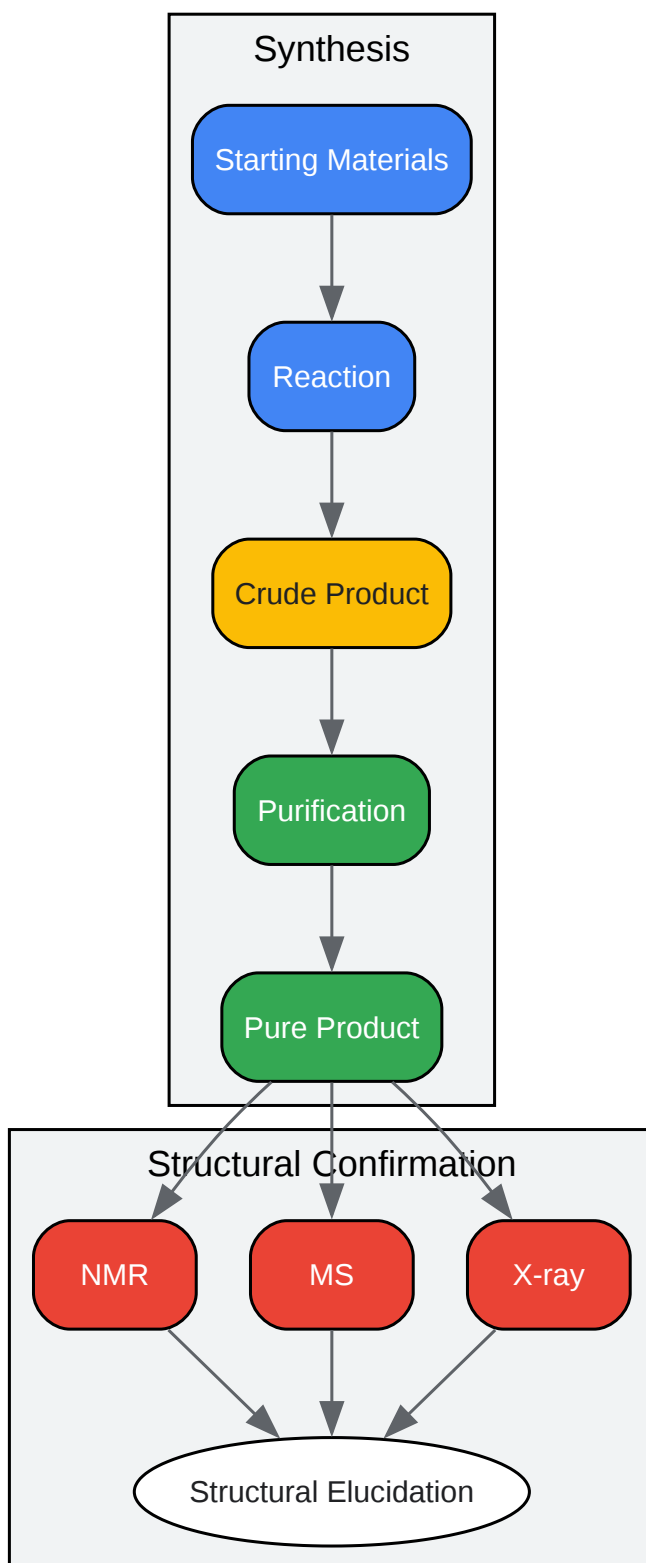 Synthesis
Starting Materials
Reaction
Crude Product
Purification
Pure Product
Structural Confirmation
NMR
MS
X-ray
Structural Elucidation